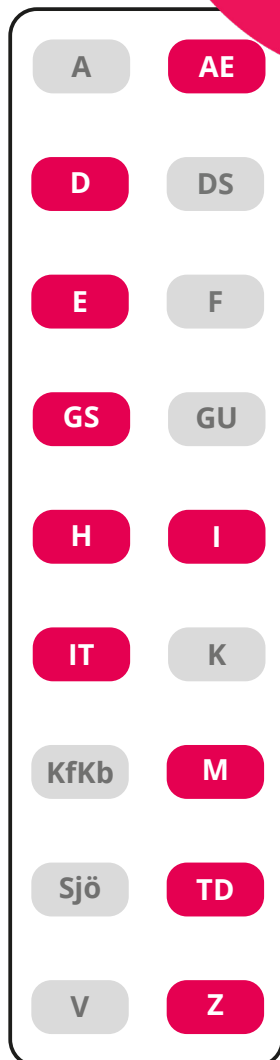 A AE
D DS
E F
GS GU
H I
IT K
KfKb M
Sjö TD
V Z